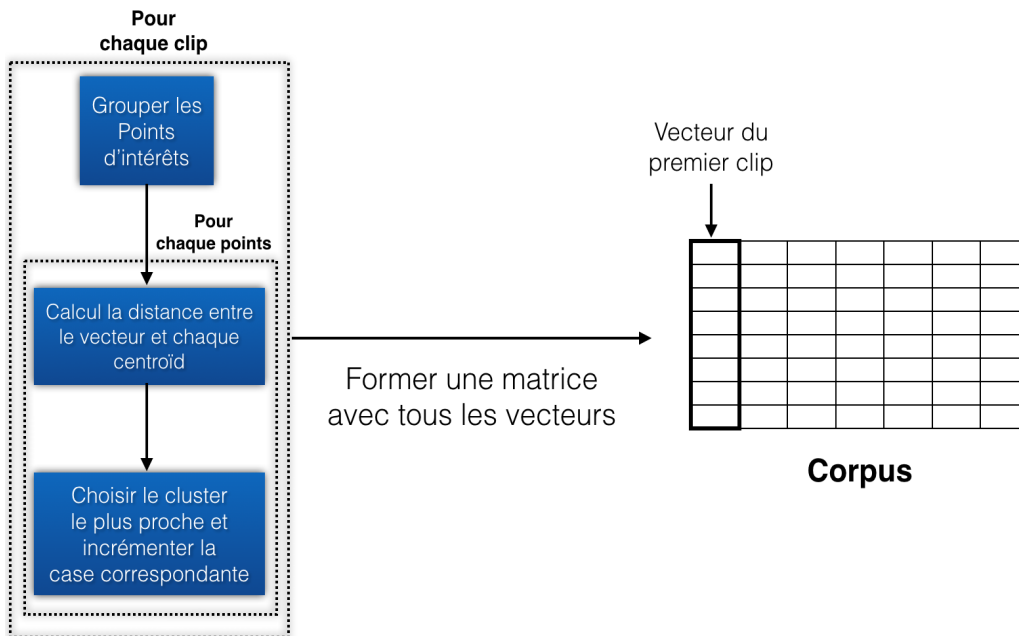 Pour
chaque clip
Grouper les
Points
d'intérêts
Pour
chaque points
Calcul la distance entre
le vecteur et chaque
centroïd
Choisir le cluster
le plus proche et
incrémenter la
case correspondante
Former une matrice
avec tous les vecteurs
Vecteur du
premier clip
Corpus